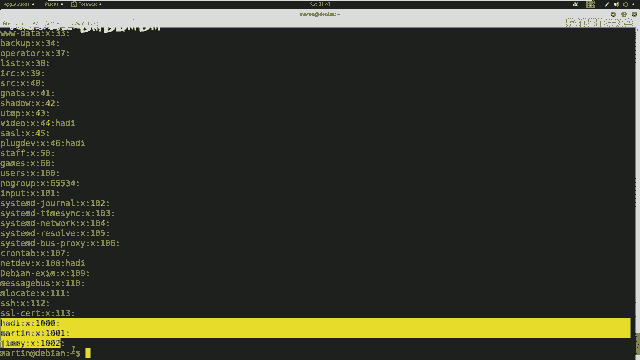 Applications Places Terminal
www-data:x:33:
backup:x:34:
operator:x:37:
list:x:38:
irc:x:39:
src:x:40:
gnats:x:41:
shadow:x:42:
utmp:x:43:
video:x:44:hadi
sasl:x:45:
plugdev:x:46:hadi
staff:x:50:
games:x:60:
users:x:100:
nogroup:x:65534:
input:x:101:
systemd-journal:x:102:
systemd-timesync:x:103:
systemd-network:x:104:
systemd-resolve:x:105:
systemd-bus-proxy:x:106:
crontab:x:107:
netdev:x:108:hadi
Debian-exim:x:109:
messagebus:x:110:
mlocate:x:111:
ssh:x:112:
ssl-cert:x:113:
hadi:x:1000:
martin:x:1001:
jimmy:x:1002:
martin@debian:~$